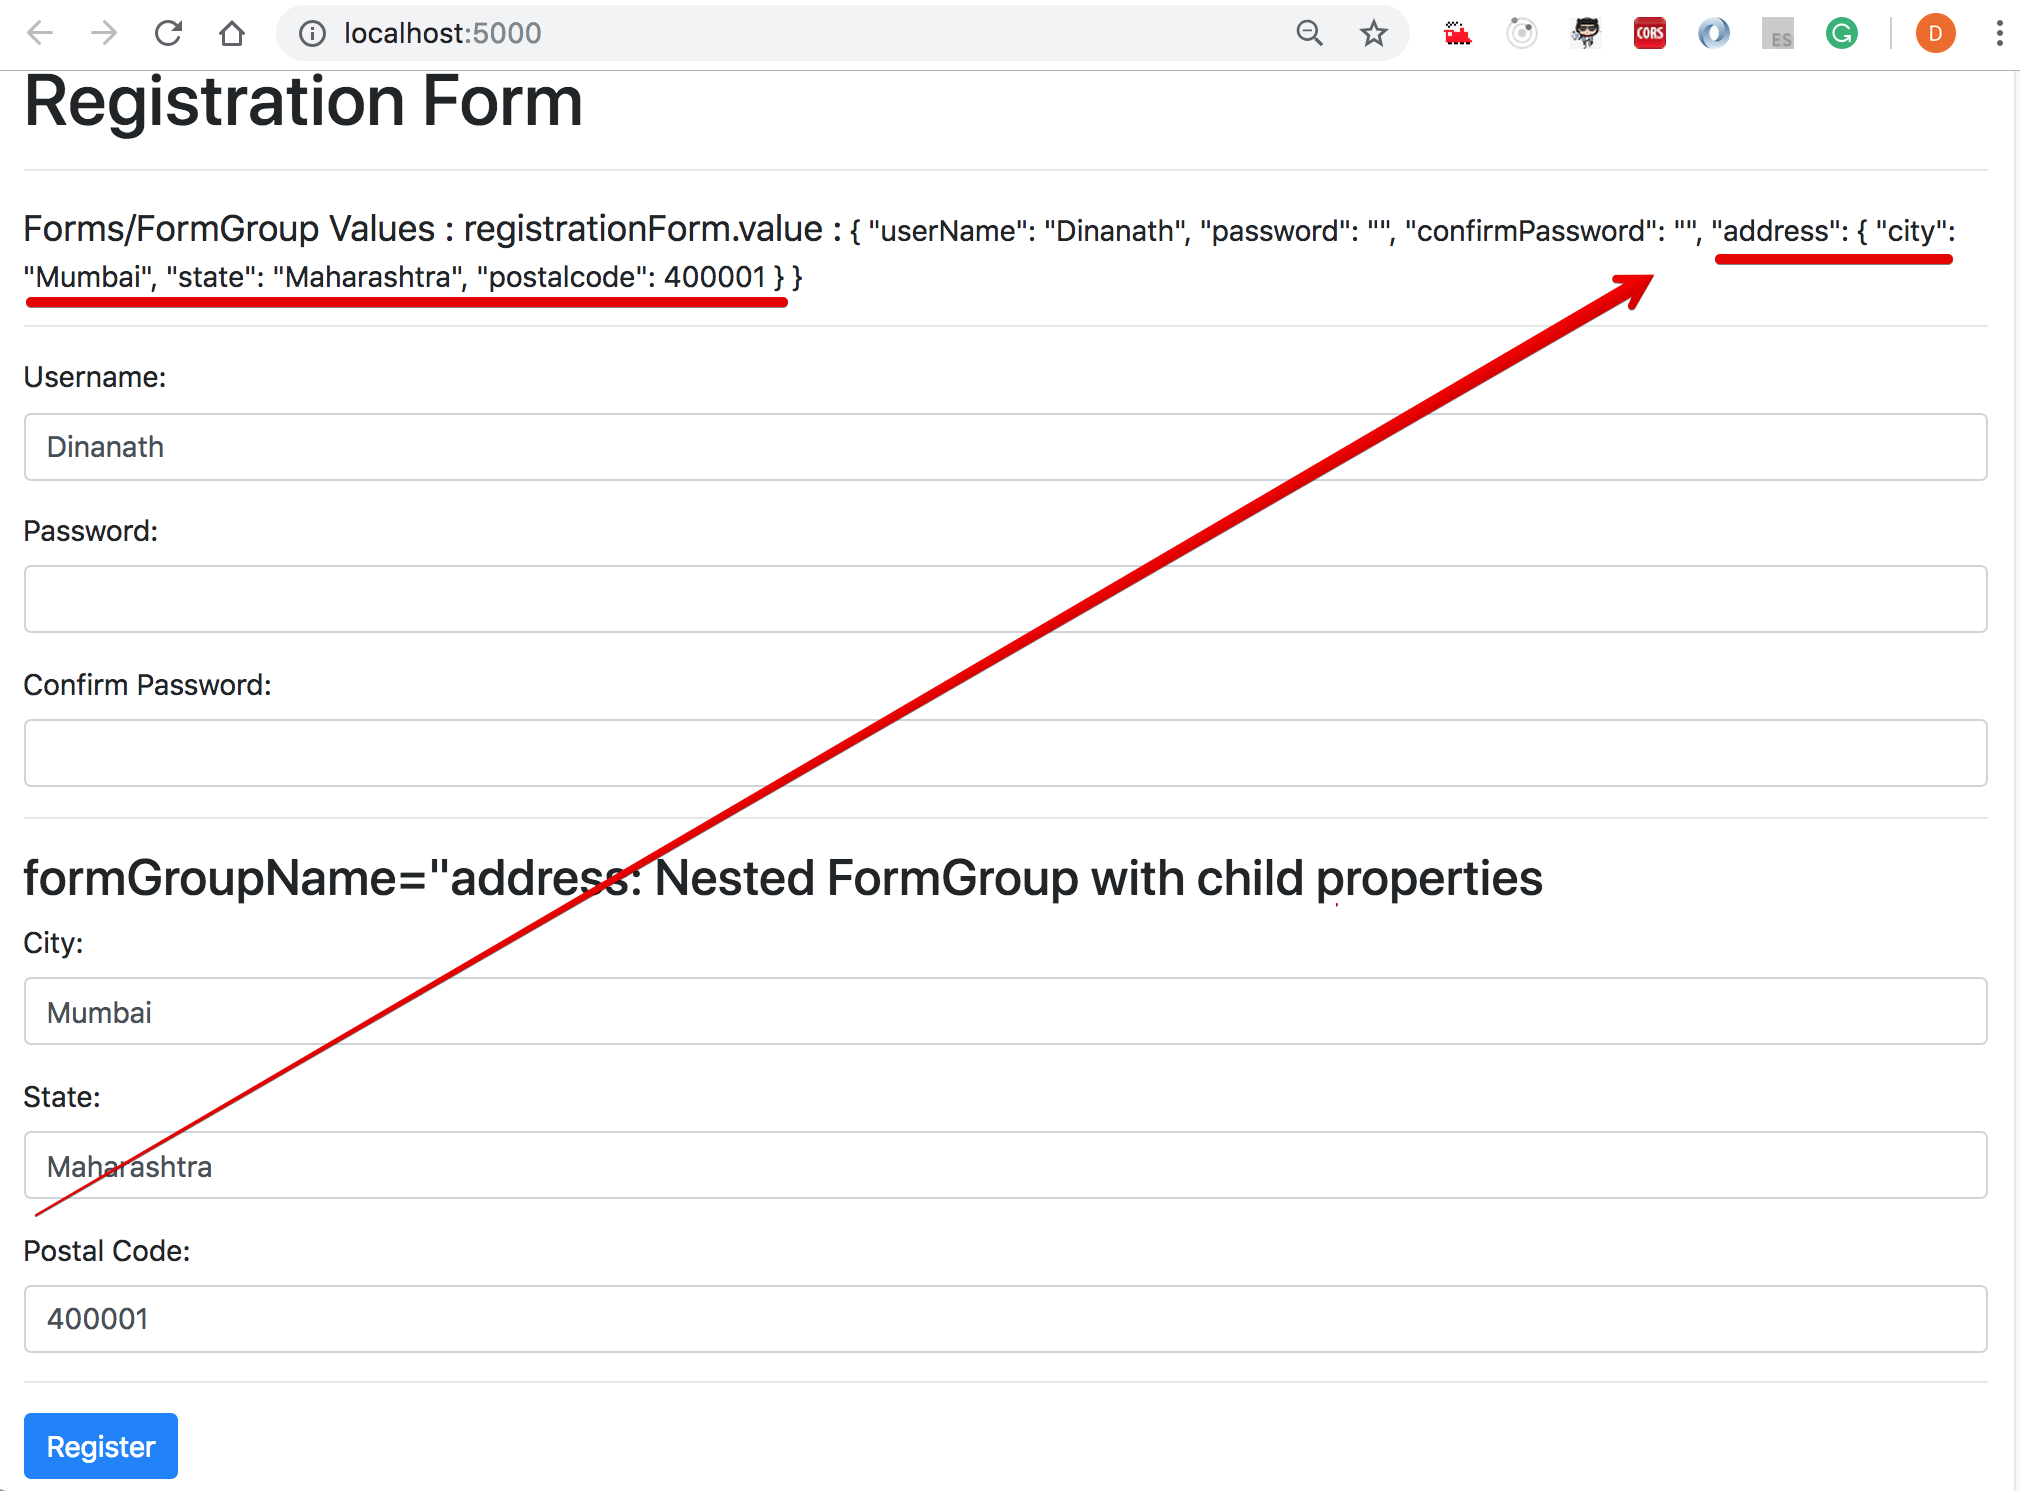 localhost:5000
CORS
ES
G
D
Registration Form
Forms/FormGroup Values : registrationForm.value : { "userName": "Dinanath", "password": "", "confirmPassword": "", "address": { "city":
"Mumbai", "state": "Maharashtra", "postalcode": 400001 } }
Username:
Dinanath
Password:
Confirm Password:
formGroupName="address: Nested FormGroup with child properties
City:
Mumbai
State:
Maharashtra
Postal Code:
400001
Register